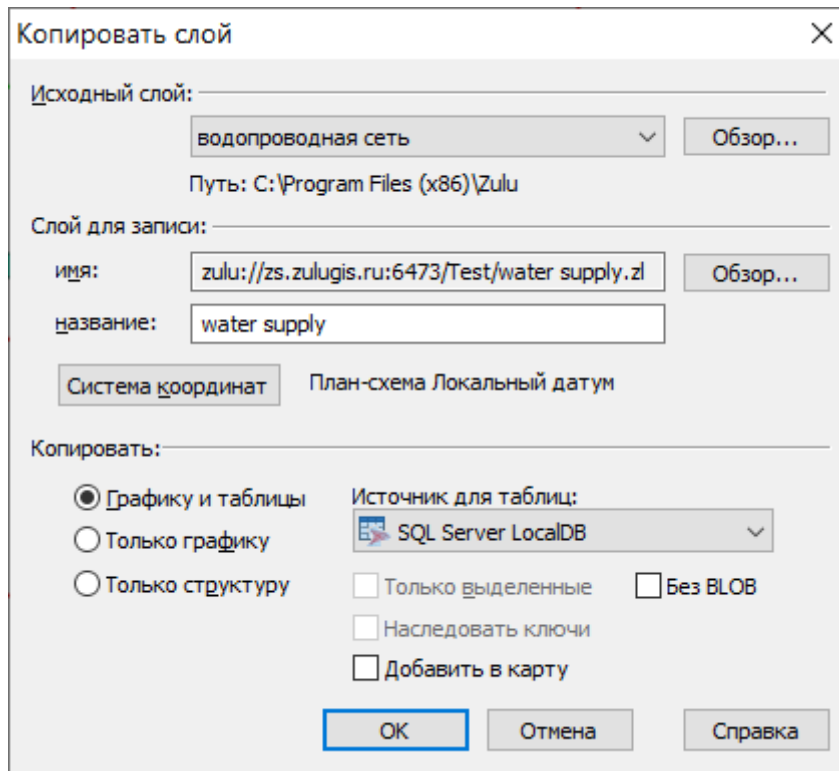 Копировать слой
Исходный слой:
водопроводная сеть
Обзор...
Путь: C:\Program Files (x86)\Zulu
Слой для записи:
имя:
zulu://zs.zulugis.ru:6473/Test/water supply.zl
Обзор...
название:
water supply
Система координат
План-схема Локальный датум
Копировать:
Графику и таблицы
Источник для таблиц:
SQL Server LocalDB
Только графику
Только структуру
Только выделенные
Без BLOB
Наследовать ключи
Добавить в карту
OK
Отмена
Справка